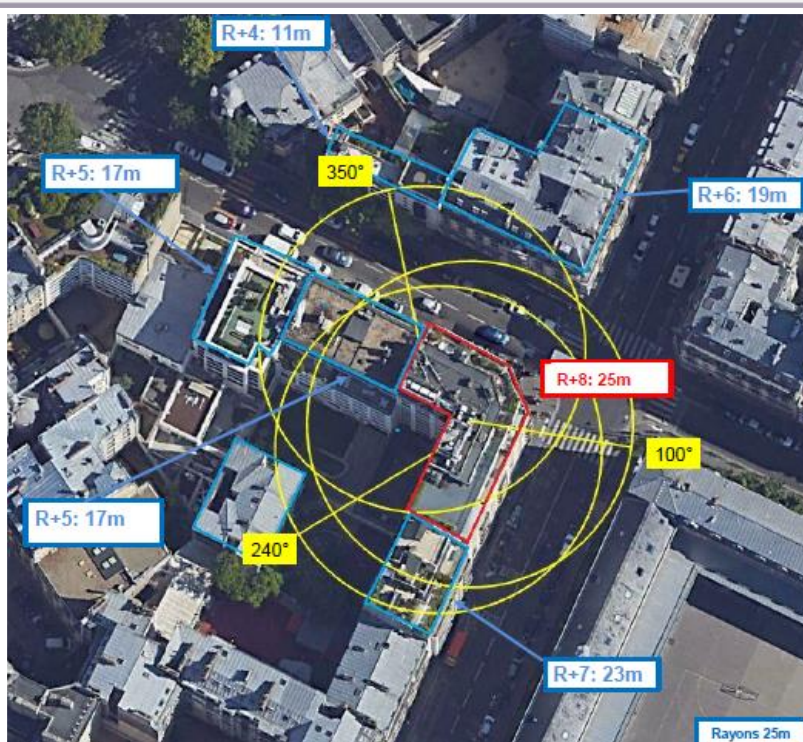 R+4: 11m
R+5: 17m
350°
R+6: 19m
R+8: 25m
100°
R+5: 17m
240°
R+7: 23m
Rayons 25m